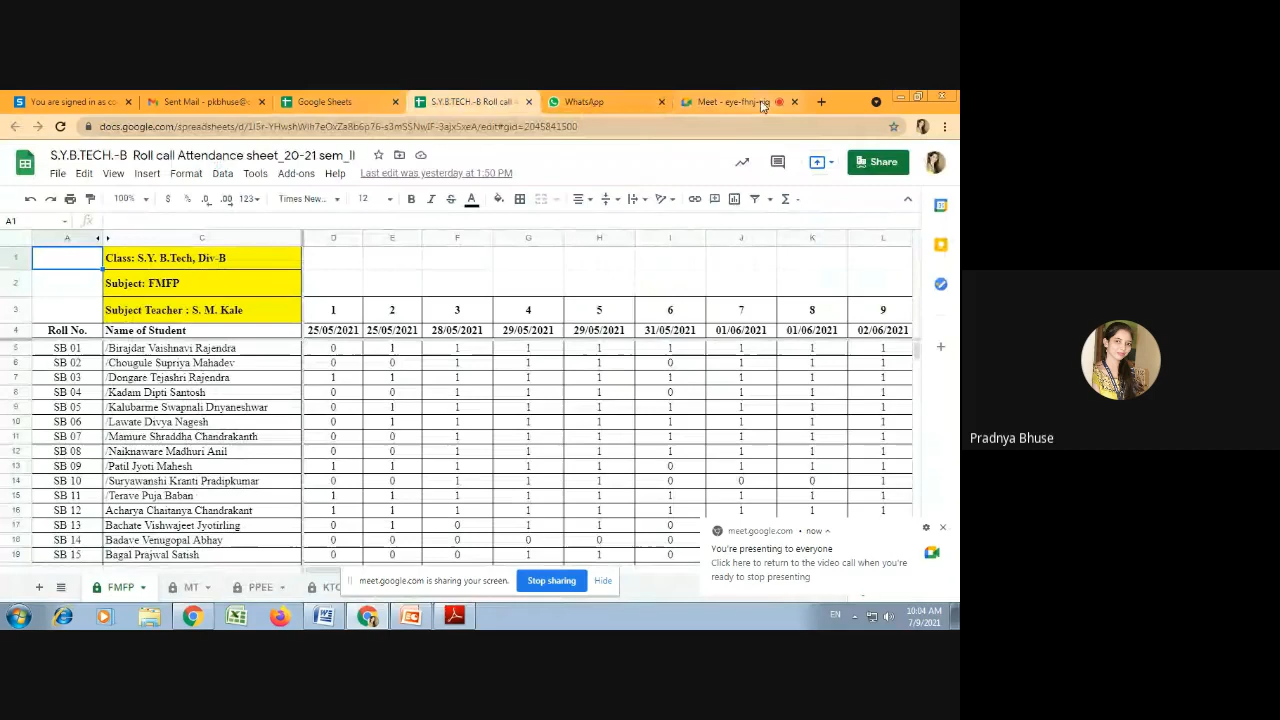 You are signed in as co
Sent Mail - pkbhuse@
Google Sheets
S.Y.B.TECH.-B Roll call
WhatsApp
Meet - eye-fhnj-
S.Y.B.TECH.-B Roll call Attendance sheet_20-21 sem_II
File Edit View Insert Format Data Tools Add-ons Help Last edit was yesterday at 1:50 PM
Share
100% $ % .0 .00 123 Times New... 12 B I S A
A1 fx
A C D E F G H I J K L
1 Class: S.Y. B.Tech, Div-B
2 Subject: FMFP
3 Subject Teacher : S. M. Kale 1 2 3 4 5 6 7 8 9
4 Roll No. Name of Student 25/05/2021 25/05/2021 28/05/2021 29/05/2021 29/05/2021 31/05/2021 01/06/2021 01/06/2021 02/06/2021
5 SB 01 /Birajdar Vaishnavi Rajendra 0 1 1 1 1 1 1 1 1
6 SB 02 /Chougule Supriya Mahadev 0 0 1 1 1 0 1 1 1
7 SB 03 /Dongare Tejashri Rajendra 1 1 1 1 1 1 1 1 1
8 SB 04 /Kadam Dipti Santosh 0 0 1 1 1 0 1 1 1
9 SB 05 /Kalubarme Swapnali Dnyaneshwar 0 1 1 1 1 1 1 1 1
10 SB 06 /Lawate Divya Nagesh 0 1 1 1 1 1 1 1 1
11 SB 07 /Mamure Shraddha Chandrakanth 0 0 1 1 1 1 1 1 1
12 SB 08 /Naiknaware Madhuri Anil 0 0 1 1 1 1 1 1 1
13 SB 09 /Patil Jyoti Mahesh 1 1 1 1 1 0 1 1 1
14 SB 10 /Suryawanshi Kranti Pradipkumar 0 0 1 1 1 1 0 0 1
15 SB 11 /Terave Puja Baban 1 1 1 1 1 1 1 1 1
16 SB 12 Acharya Chaitanya Chandrakant 1 1 1 1 1 1 1 1 1
17 SB 13 Bachate Vishwajeet Jyotirling 0 1 0 1 1 0
18 SB 14 Badave Venugopal Abhay 0 0 0 0 0 0
19 SB 15 Bagal Prajwal Satish 0 0 0 1 1 0
meet.google.com • now
You're presenting to everyone
Click here to return to the video call when you're
ready to stop presenting
FMFP MT PPEE KTO
meet.google.com is sharing your screen. Stop sharing Hide
EN 10:04 AM
7/9/2021
Pradnya Bhuse